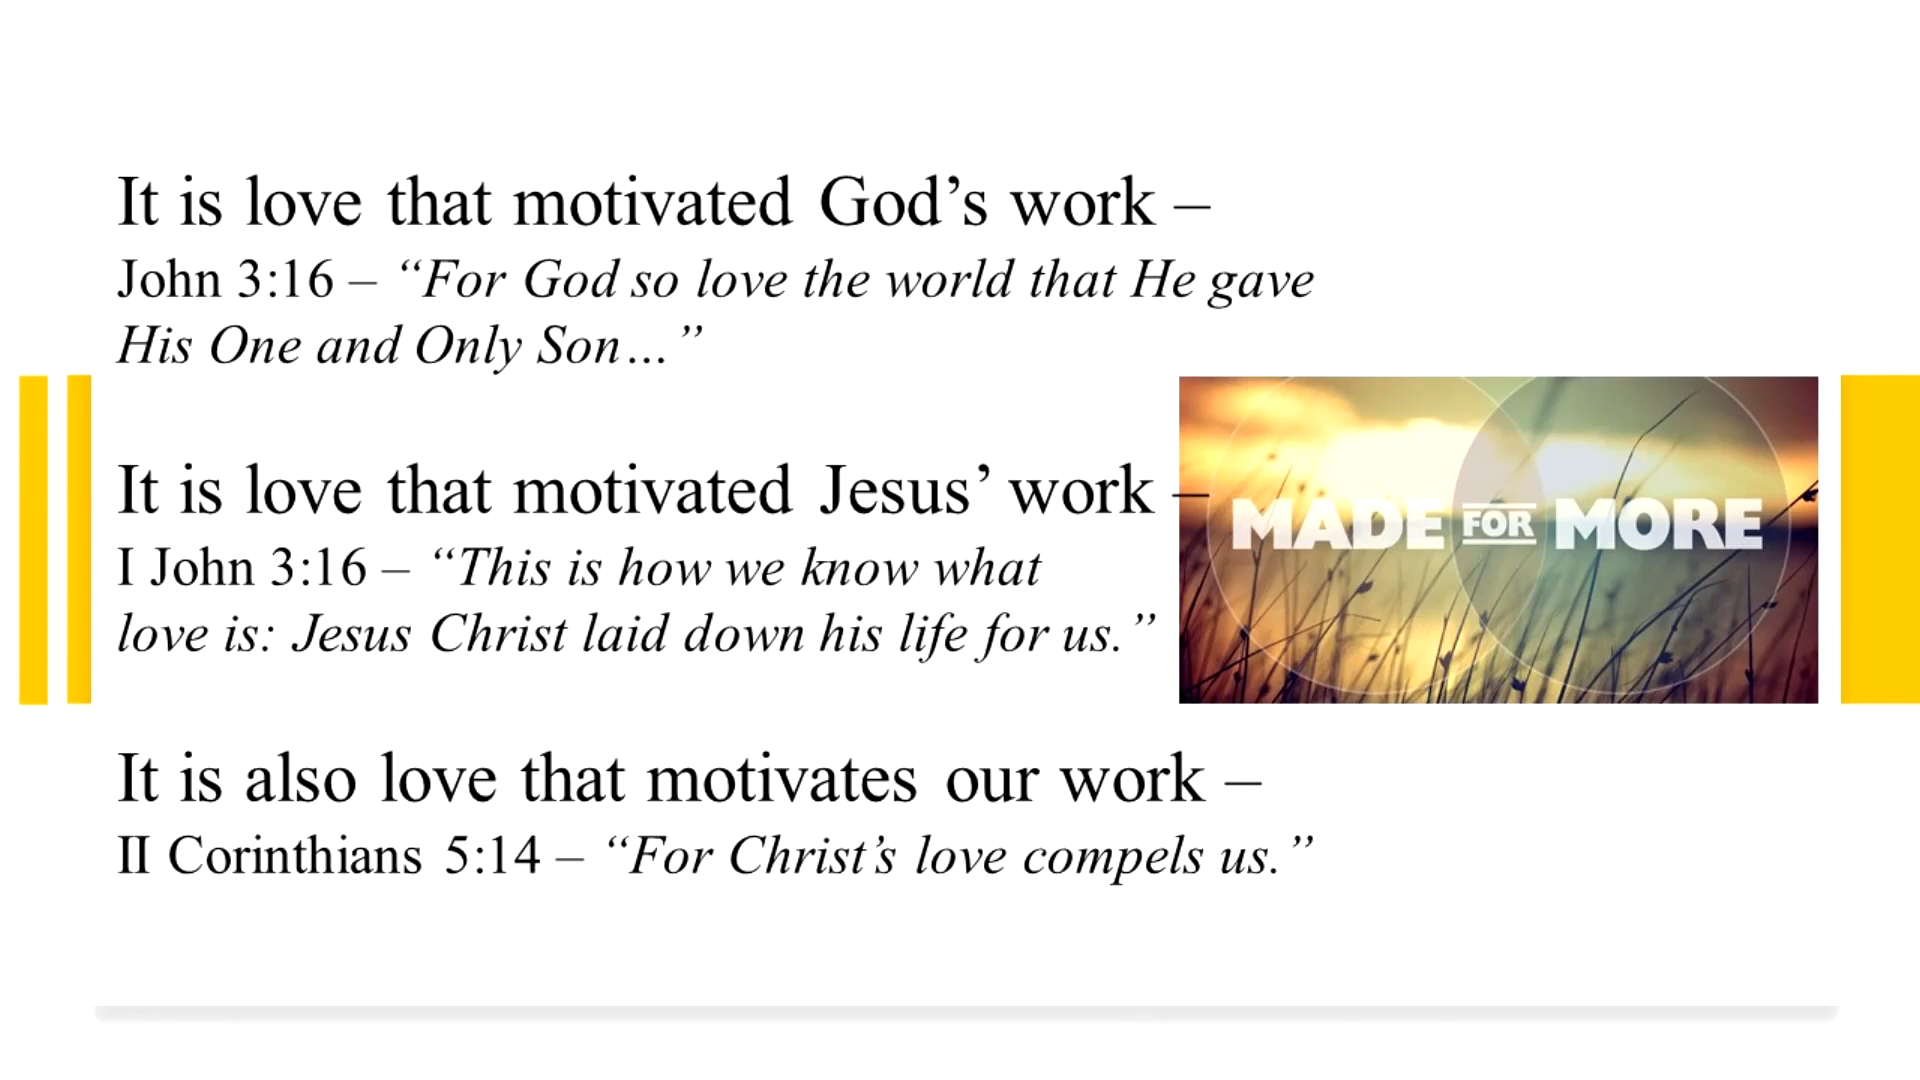 It is love that motivated God’s work –
John 3:16 – “For God so love the world that He gave
His One and Only Son…”
It is love that motivated Jesus’ work –
I John 3:16 – “This is how we know what
love is: Jesus Christ laid down his life for us.”
MADE FOR MORE
It is also love that motivates our work –
II Corinthians 5:14 – “For Christ’s love compels us.”